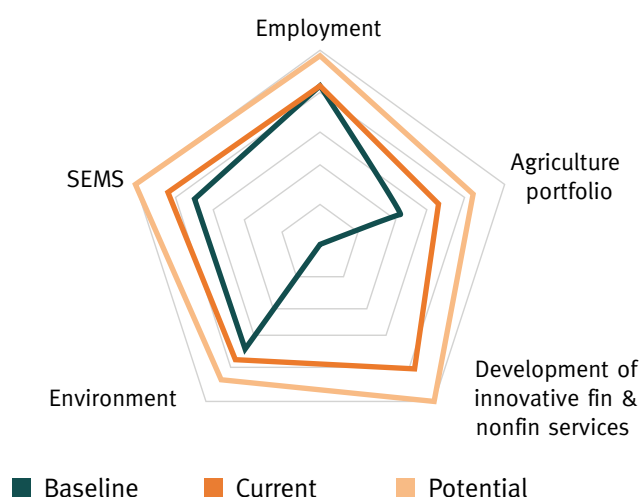 Employment
Agriculture
portfolio
SEMS
Environment
Development of
innovative fin &
nonfin services
Baseline
Current
Potential